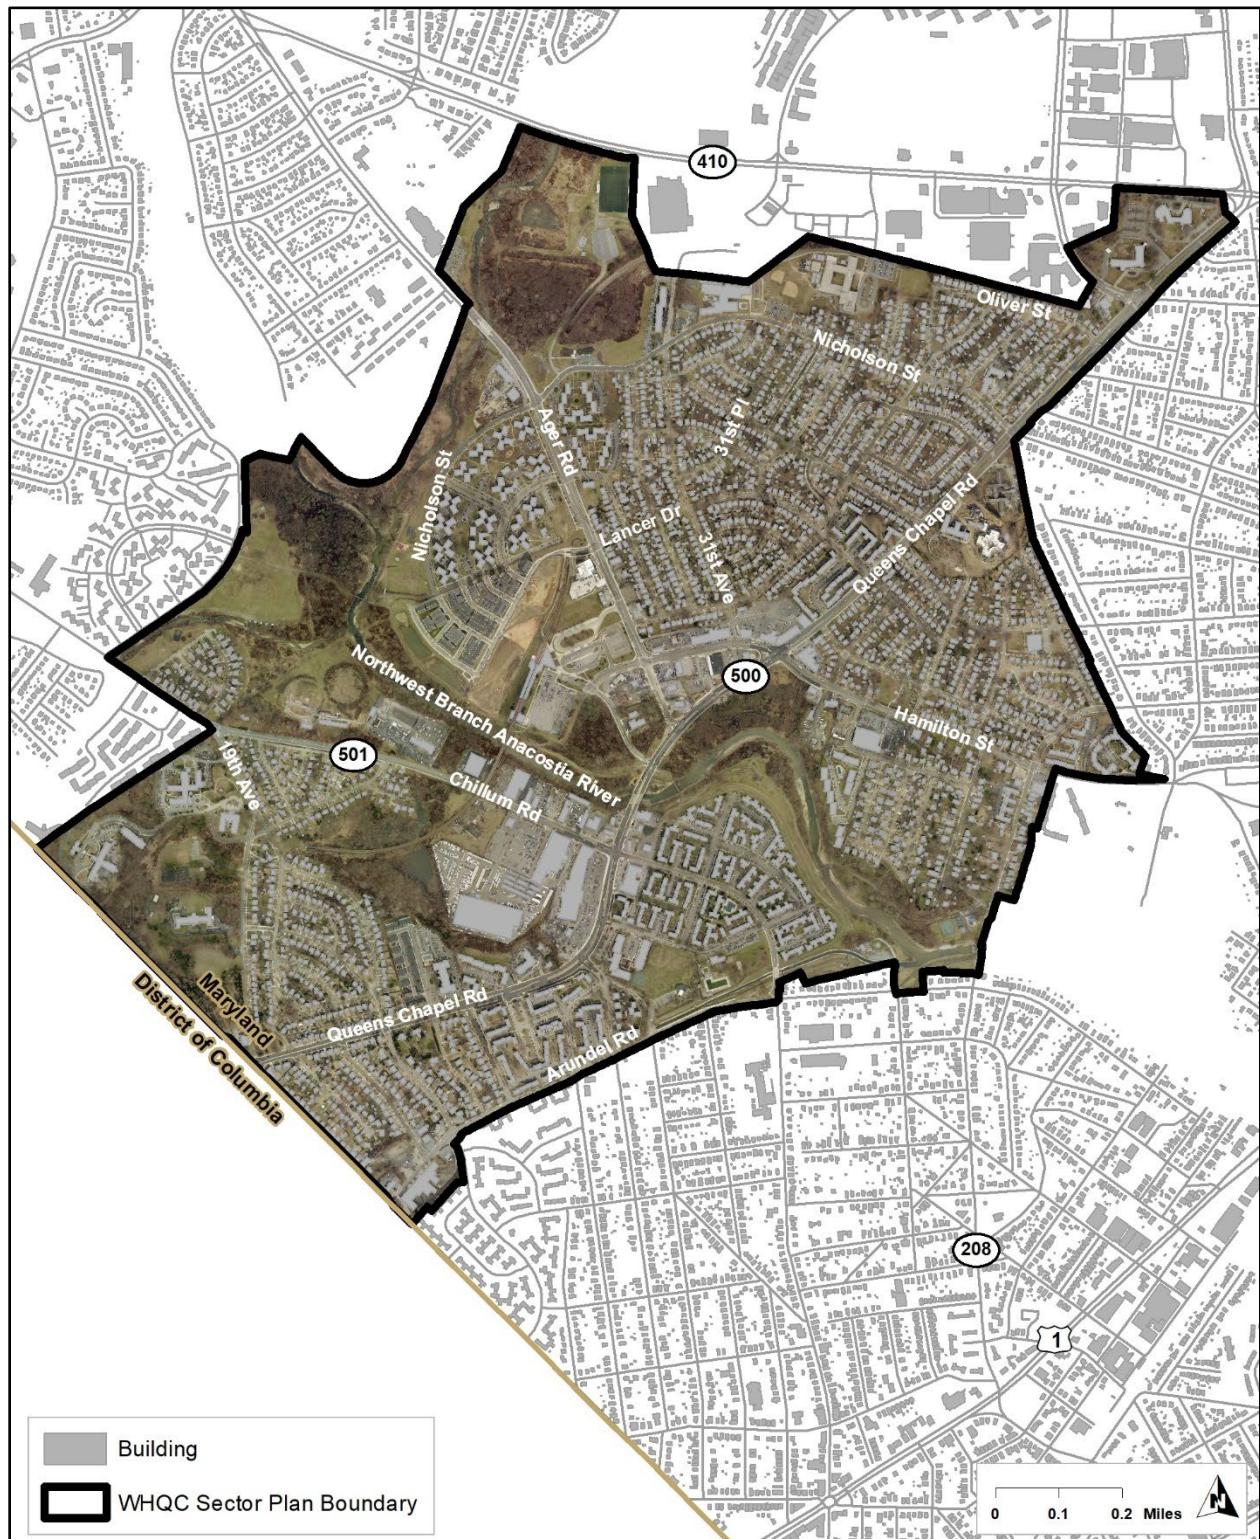 410
Oliver St
Nicholson St
31st Pl
Ager Rd
Nicholson St
Queens Chapel Rd
Lancer Dr
31st Ave
Northwest Branch Anacostia River
500
Hamilton St
19th Ave
501
Chillum Rd
Maryland
District of Columbia
Queens Chapel Rd
Arundel Rd
208
1
Building
WHQC Sector Plan Boundary
0 0.1 0.2 Miles
N